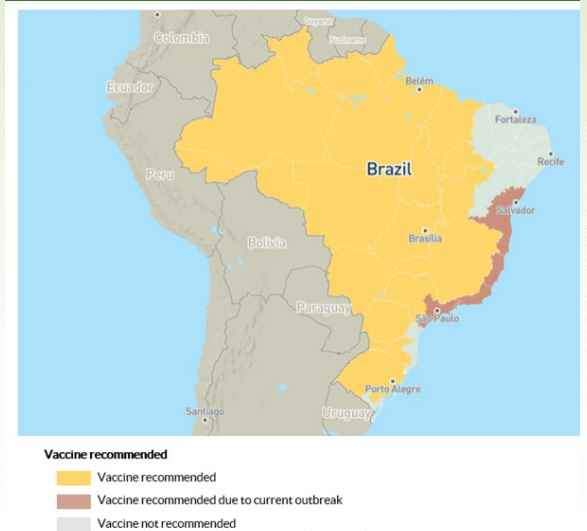 Guyana
Colombia
Suriname
Ecuador
Belém
Fortaleza
Brazil
Recife
Peru
Salvador
Brasília
Bolivia
Paraguay
São Paulo
Porto Alegre
Santiago
Uruguay
Vaccine recommended
Vaccine recommended
Vaccine recommended due to current outbreak
Vaccine not recommended